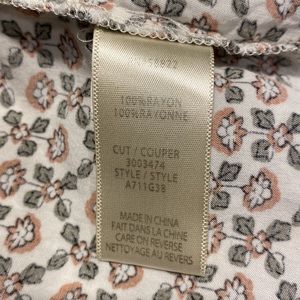 100%RAYON
100%RAYONNE
CUT / COUPER
3003474
STYLE / STYLE
A711G38
MADE IN CHINA
FAIT DANS LA CHINE
CARE ON REVERSE
NETTOYAGE AU REVERS